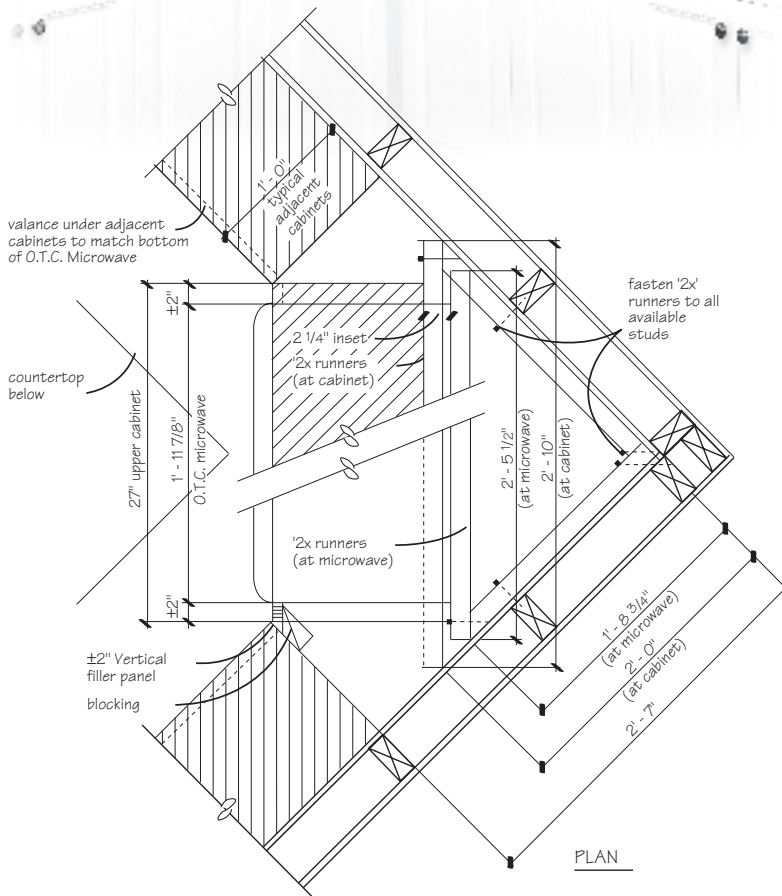 1' - 0"
typical
adjacent
cabinets
valance under adjacent
cabinets to match bottom
of O.T.C. Microwave
±2"
fasten '2x'
runners to all
available
studs
2 1/4" inset
'2x runners
(at cabinet)
countertop
below
27" upper cabinet
1' - 11 7/8"
O.T.C. microwave
2' - 5 1/2"
(at microwave)
2' - 10"
(at cabinet)
'2x runners
(at microwave)
±2"
±2" Vertical
filler panel
blocking
1' - 8 3/4"
(at microwave)
2' - 0"
(at cabinet)
2' - 7"
PLAN